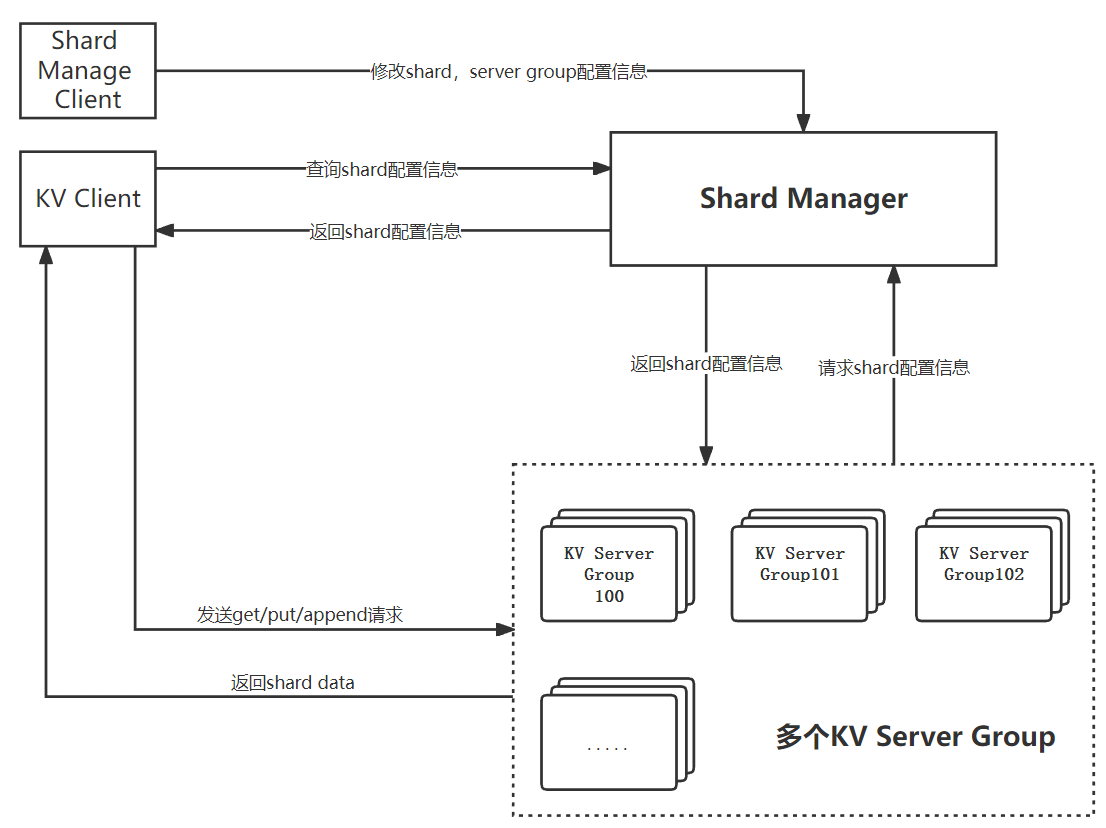 Shard
Manage
Client
修改shard，server group配置信息
KV Client
查询shard配置信息
Shard Manager
返回shard配置信息
返回shard配置信息
请求shard配置信息
KV Server
Group
100
KV Server
Group101
KV Server
Group102
发送get/put/append请求
返回shard data
.....
多个KV Server Group